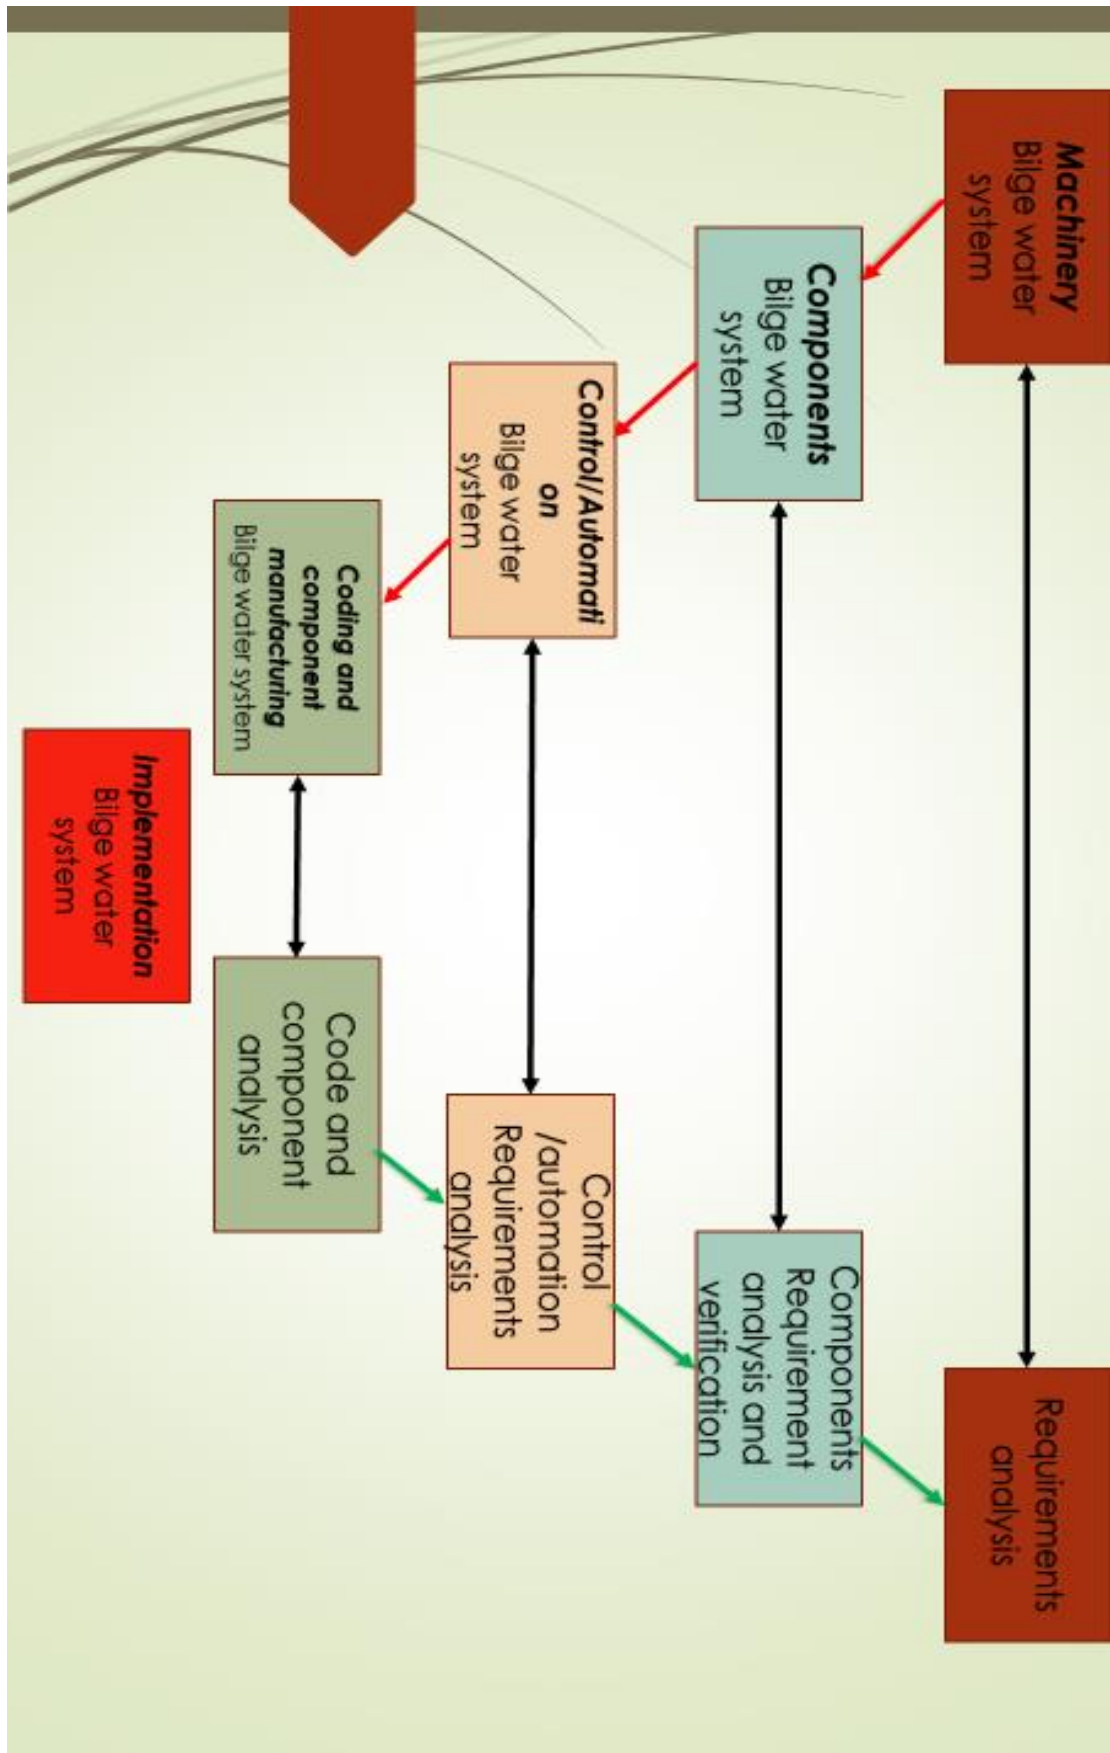 Machinery
Bilge water
system
Requirements
analysis
Components
Bilge water
system
Components
Requirement
analysis and
verification
Control/Automati
on
Bilge water
system
Control
/automation
Requirements
analysis
Coding and
component
manufacturing
Bilge water system
Code and
component
analysis
Implementation
Bilge water
system